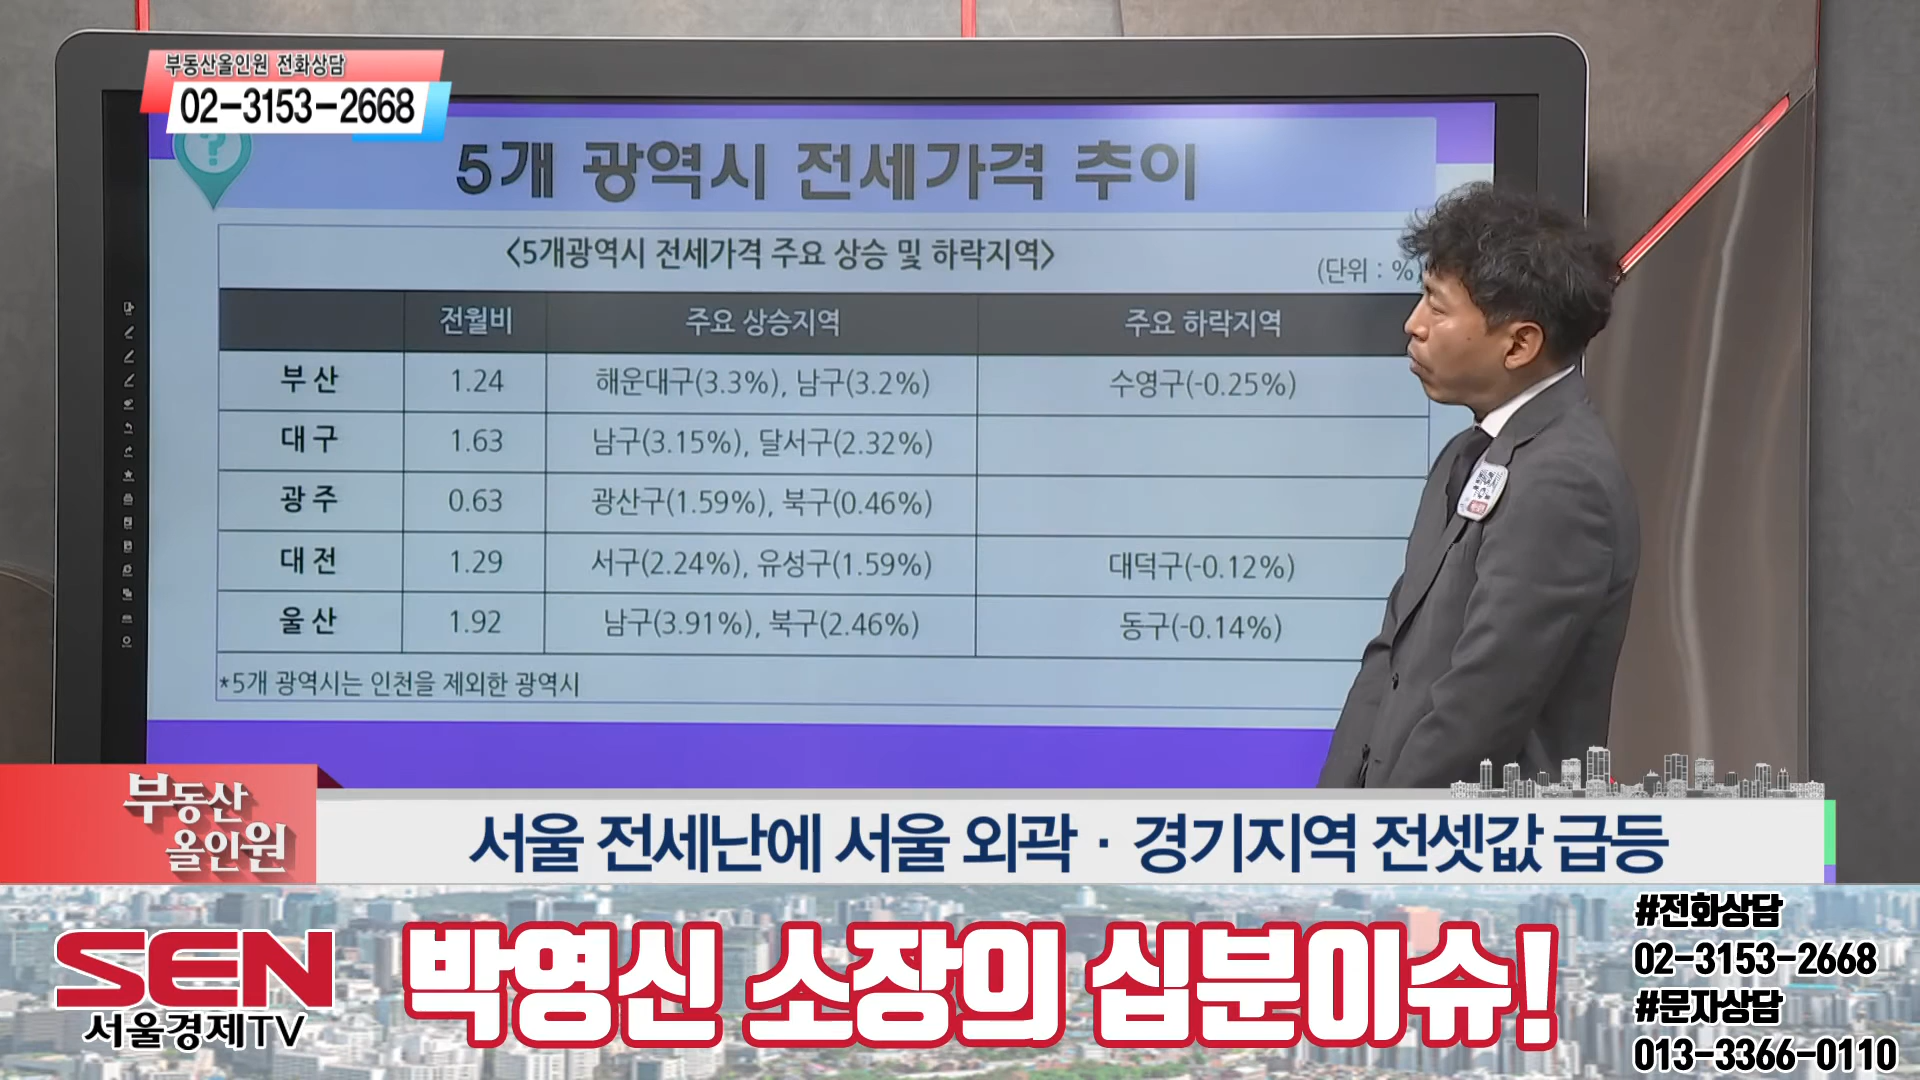 부동산올인원 전화상담
02-3153-2668
?
5개 광역시 전세가격 추이
<5개광역시 전세가격 주요 상승 및 하락지역>
(단위 : %)
전월비 주요 상승지역 주요 하락지역
부산 1.24 해운대구(3.3%), 남구(3.2%) 수영구(-0.25%)
대구 1.63 남구(3.15%), 달서구(2.32%)
광주 0.63 광산구(1.59%), 북구(0.46%)
대전 1.29 서구(2.24%), 유성구(1.59%) 대덕구(-0.12%)
울산 1.92 남구(3.91%), 북구(2.46%) 동구(-0.14%)
*5개 광역시는 인천을 제외한 광역시
부동산
올인원
서울 전세난에 서울 외곽·경기지역 전셋값 급등
SEN
서울경제TV
박영신 소장의 십분이슈!
#전화상담
02-3153-2668
#문자상담
013-3366-0110